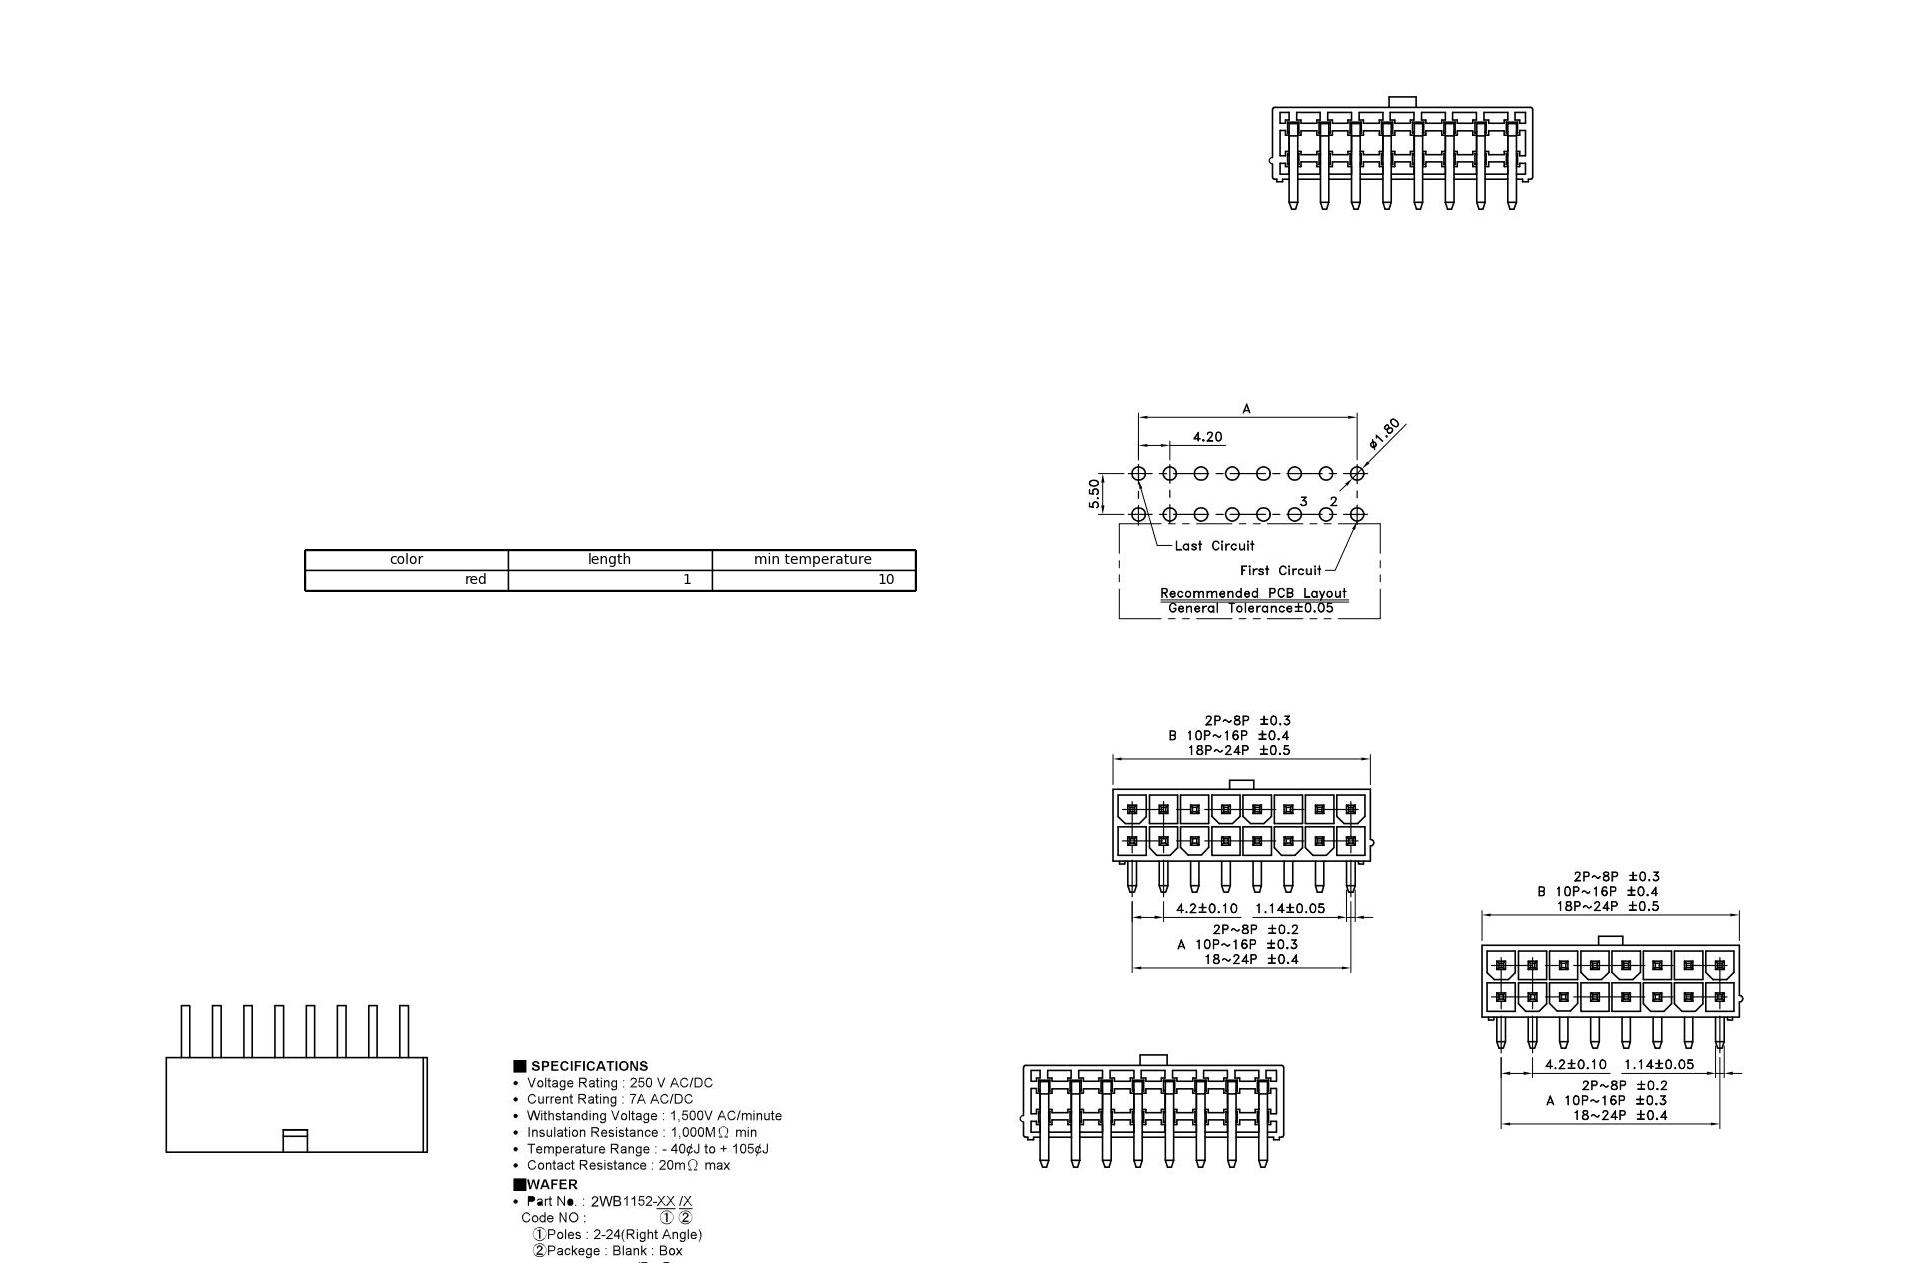 A
4.20
ø1.80
5.50
3 2
Last Circuit
First Circuit
Recommended PCB Layout
General Tolerance±0.05
color length min temperature
red 1 10
2P~8P ±0.3
B 10P~16P ±0.4
18P~24P ±0.5
4.2±0.10 1.14±0.05
2P~8P ±0.2
A 10P~16P ±0.3
18~24P ±0.4
2P~8P ±0.3
B 10P~16P ±0.4
18P~24P ±0.5
4.2±0.10 1.14±0.05
2P~8P ±0.2
A 10P~16P ±0.3
18~24P ±0.4
■ SPECIFICATIONS
• Voltage Rating : 250 V AC/DC
• Current Rating : 7A AC/DC
• Withstanding Voltage : 1,500V AC/minute
• Insulation Resistance : 1,000MΩ min
• Temperature Range : - 40¢J to + 105¢J
• Contact Resistance : 20mΩ max
■WAFER
• Part No. : 2WB1152-XX /X
Code NO : ① ②
①Poles : 2-24(Right Angle)
②Packege : Blank : Box